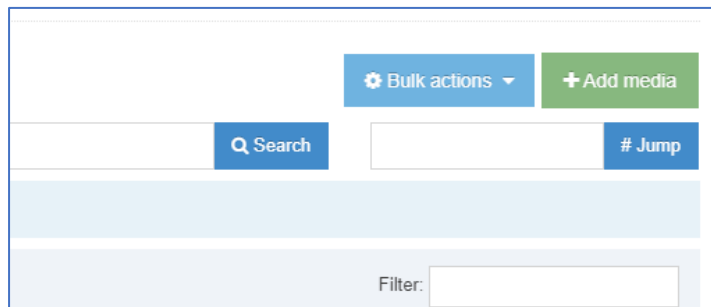 Bulk actions
+ Add media
Search
# Jump
Filter: